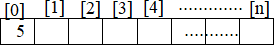 [0] [1] [2] [3] [4] .............. [n]
5 ...........